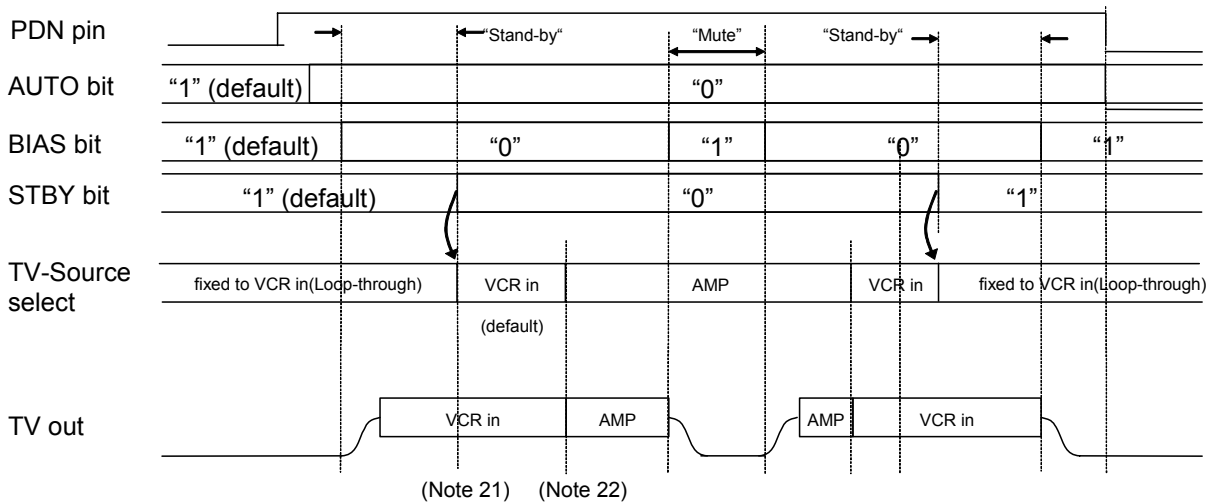 PDN pin “Stand-by“ “Mute” “Stand-by”
AUTO bit “1” (default) “0”
BIAS bit “1” (default) “0” “1” “0” “1”
STBY bit “1” (default) “0” “1”
TV-Source select fixed to VCR in(Loop-through) VCR in AMP VCR in fixed to VCR in(Loop-through)
(default)
TV out VCR in AMP AMP VCR in
(Note 21) (Note 22)